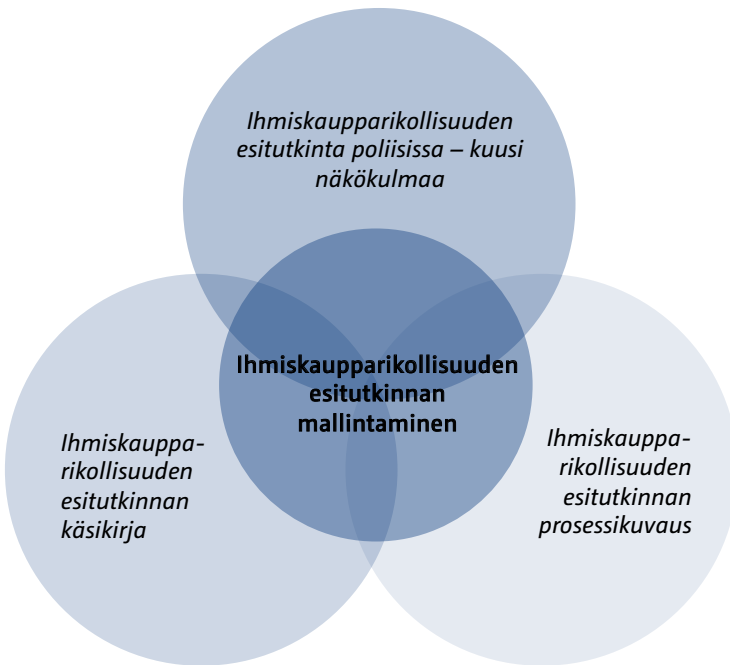 Ihmiskaupparikollisuuden
esitutkinta poliisissa – kuusi
näkökulmaa
Ihmiskaupparikollisuuden
esitutkinnan
mallintaminen
Ihmiskauppa-
rikollisuuden
esitutkinnan
käsikirja
Ihmiskauppa-
rikollisuuden
esitutkinnan
prosessikuvaus